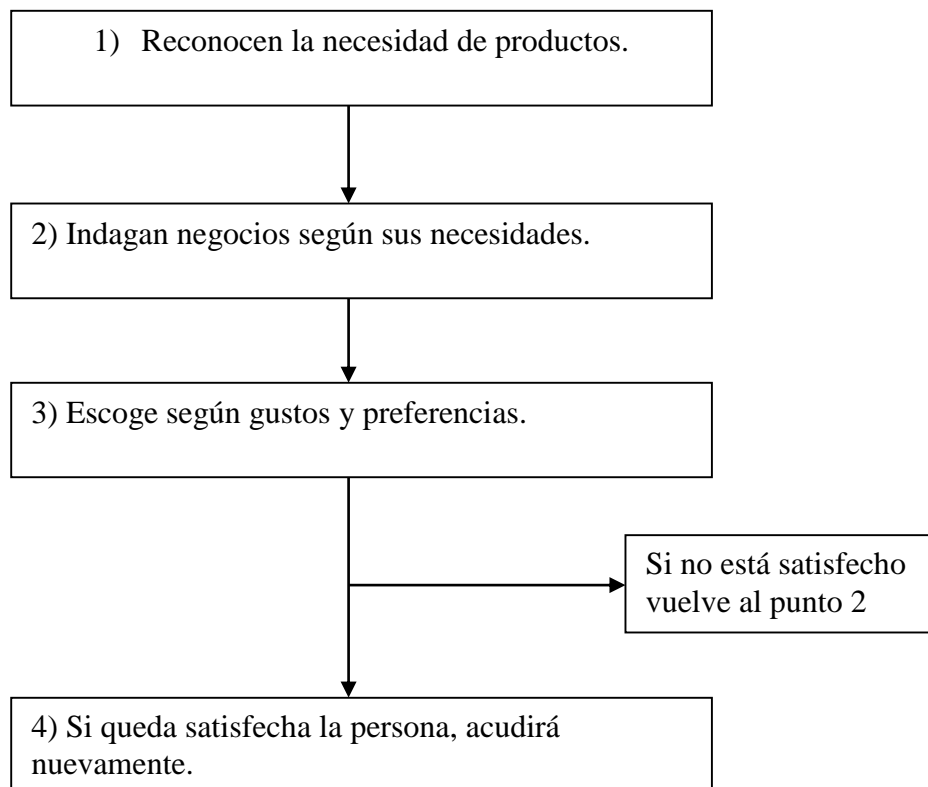 1) Reconocen la necesidad de productos.
2) Indagan negocios según sus necesidades.
3) Escoge según gustos y preferencias.
Si no está satisfecho
vuelve al punto 2
4) Si queda satisfecha la persona, acudirá
nuevamente.